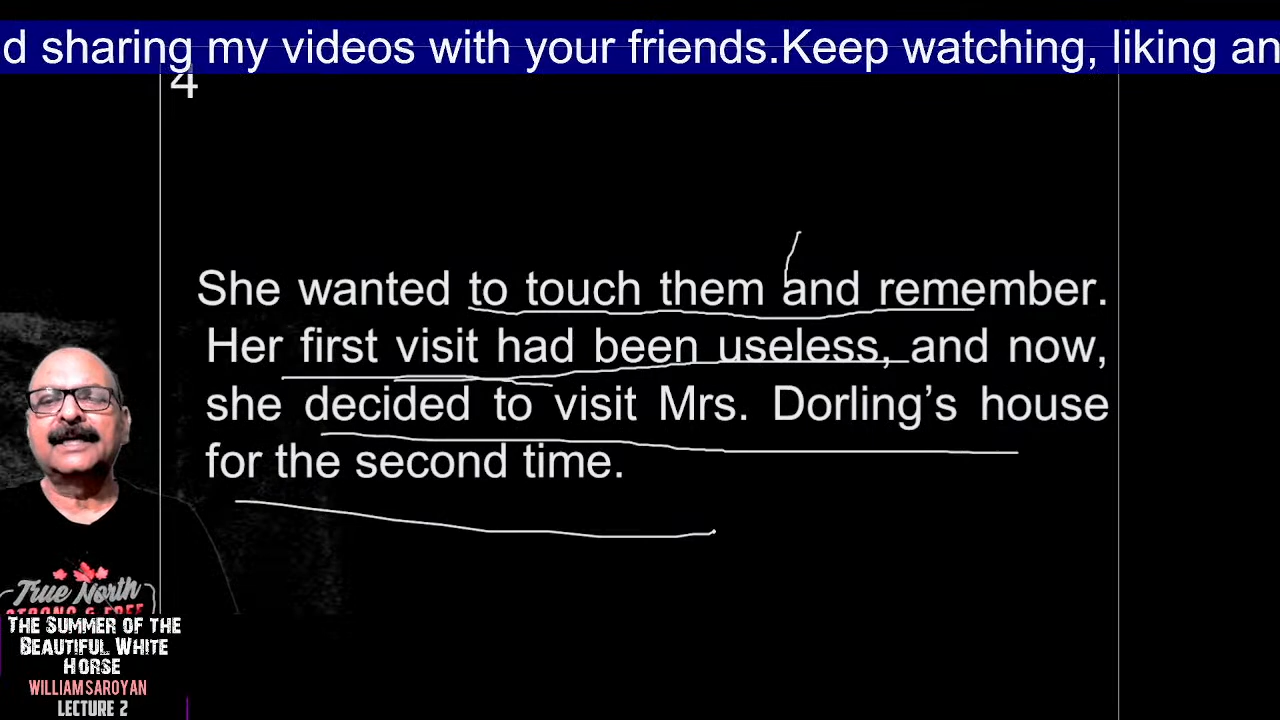 d sharing my videos with your friends.Keep watching, liking an
4
She wanted to touch them and remember.
Her first visit had been useless, and now,
she decided to visit Mrs. Dorling's house
for the second time.
True North
STRONG & FREE
THE SUMMER OF THE
BEAUTIFUL WHITE
HORSE
WILLIAM SAROYAN
LECTURE 2